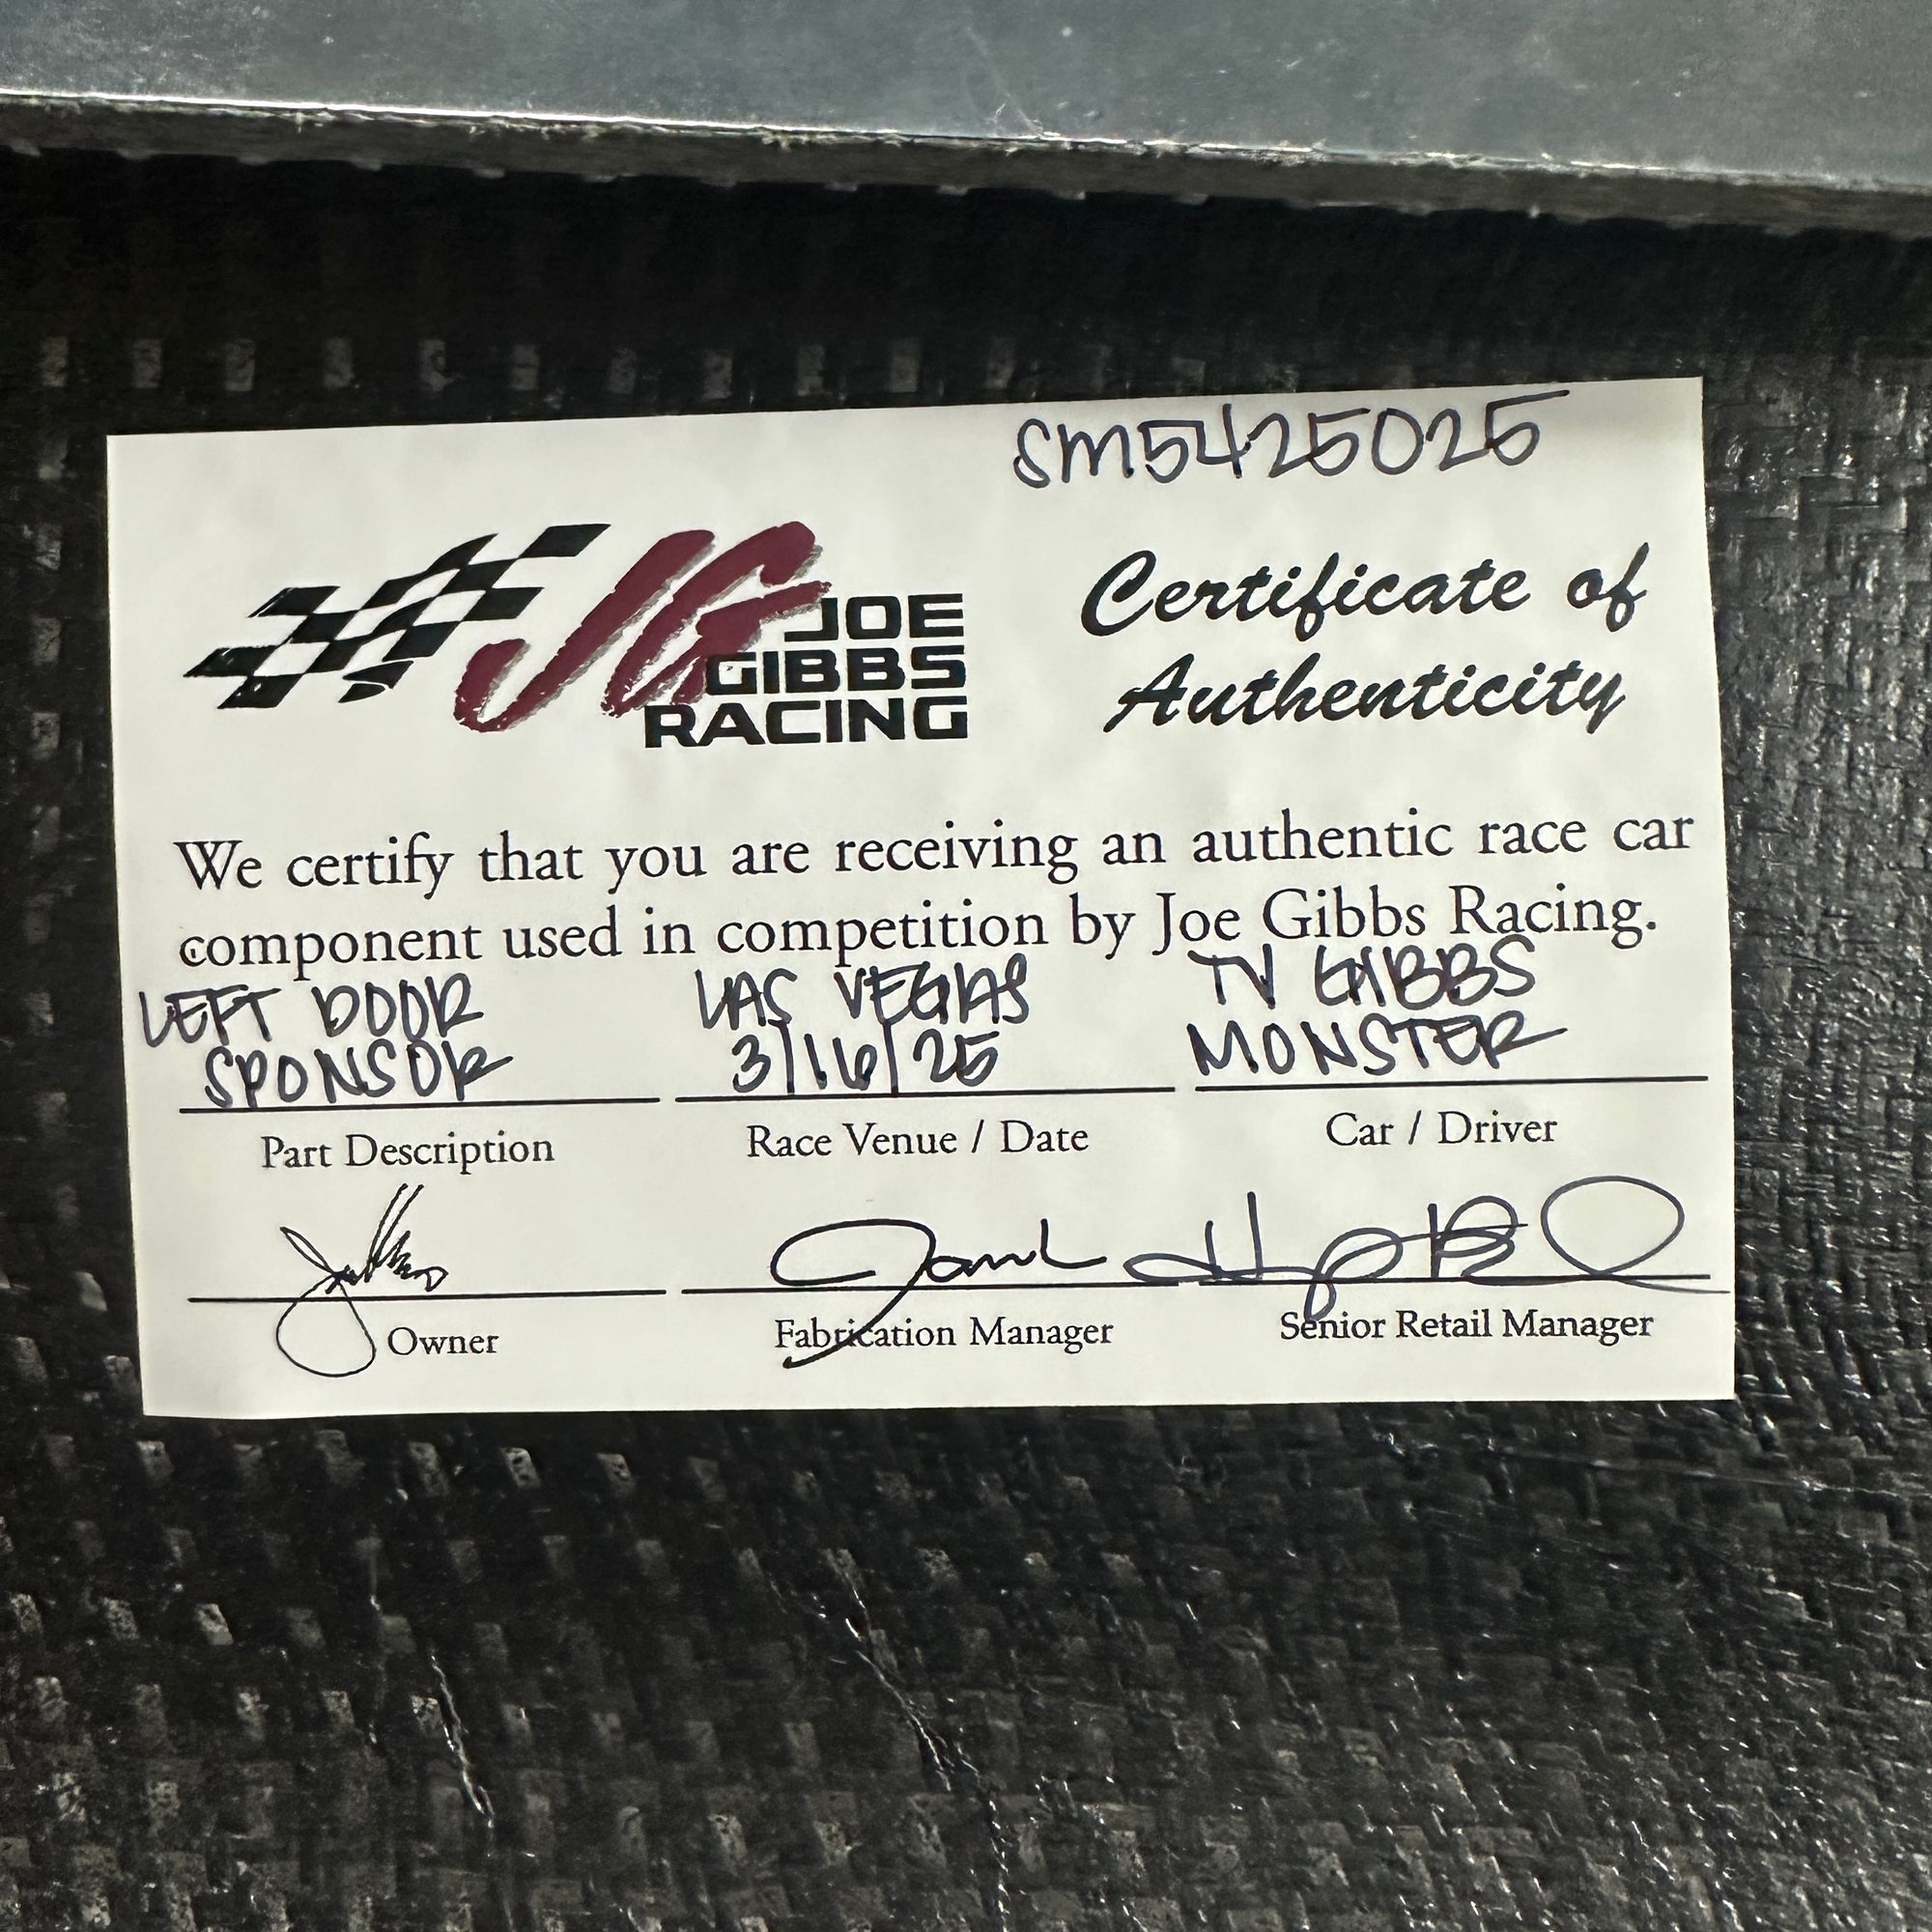 SM5425025
JG JOE
GIBBS
RACING
Certificate of
Authenticity
We certify that you are receiving an authentic race car
component used in competition by Joe Gibbs Racing.
LEFT DOOR
SPONSOR
Part Description
LAS VEGAS
3/16/25
Race Venue / Date
TY GIBBS
MONSTER
Car / Driver
Owner
Fabrication Manager
Senior Retail Manager